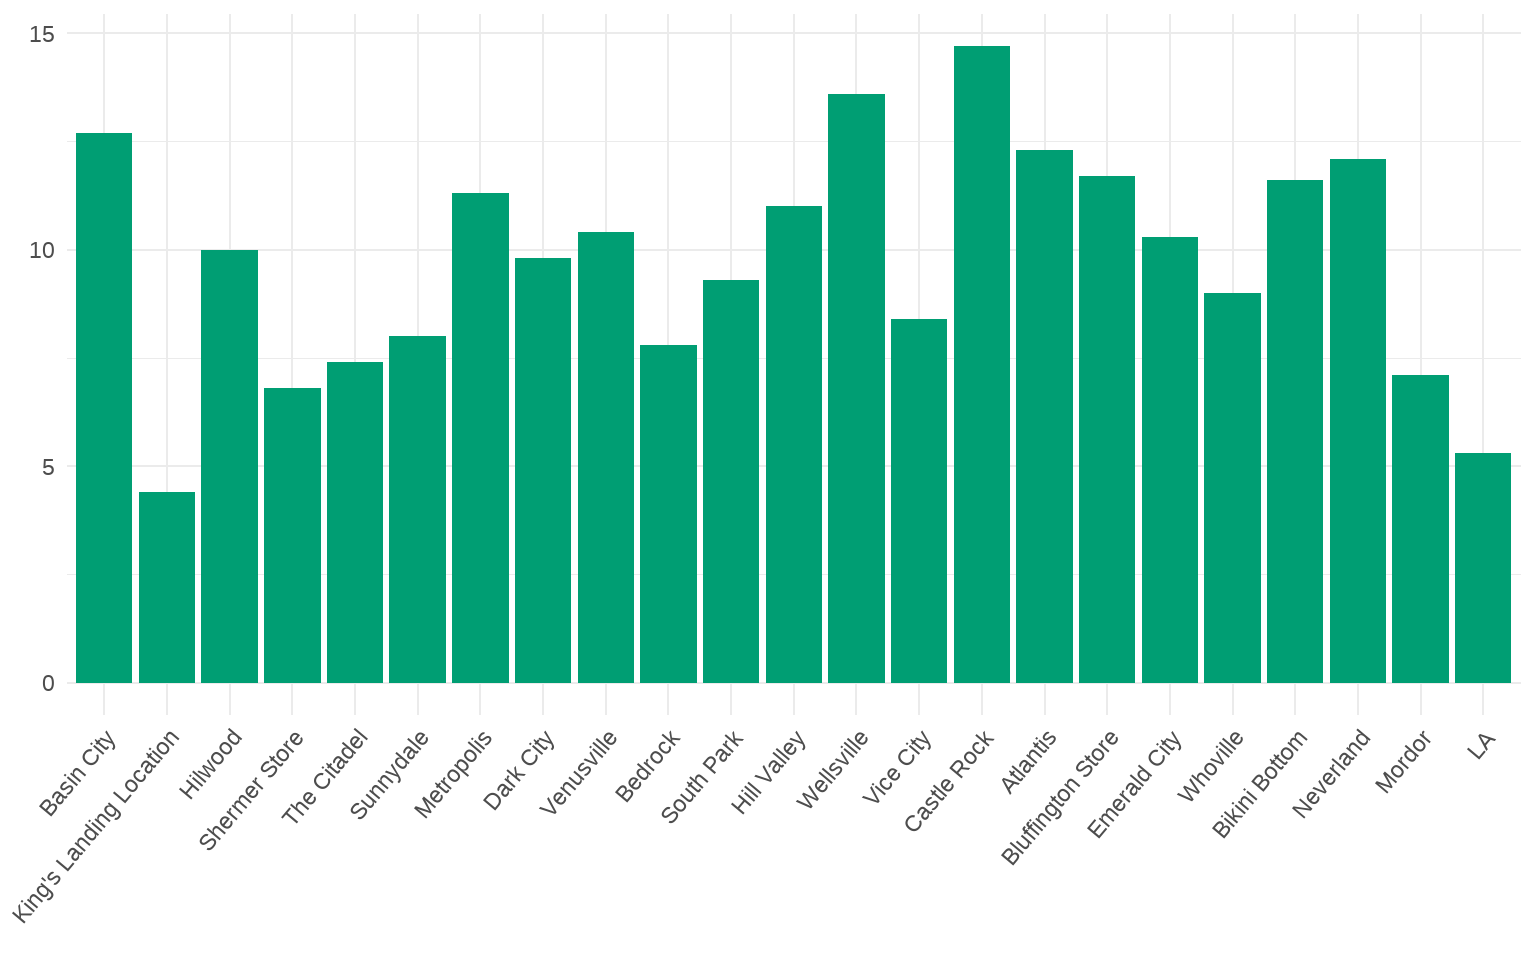 15
10
5
0
Basin City
King's Landing Location
Hilwood
Shermer Store
The Citadel
Sunnydale
Metropolis
Dark City
Venusville
Bedrock
South Park
Hill Valley
Wellsville
Vice City
Castle Rock
Atlantis
Bluffington Store
Emerald City
Whoville
Bikini Bottom
Neverland
Mordor
LA